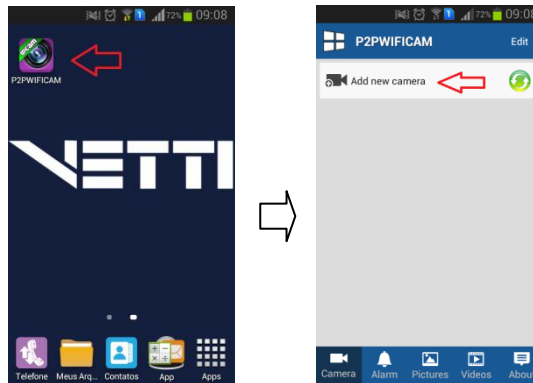 72% 09:08
ipcam
P2PWIFICAM
VETTI
Telefone Meus Arq... Contatos App Apps
72% 09:08
P2PWIFICAM Edit
Add new camera
Camera Alarm Pictures Videos About